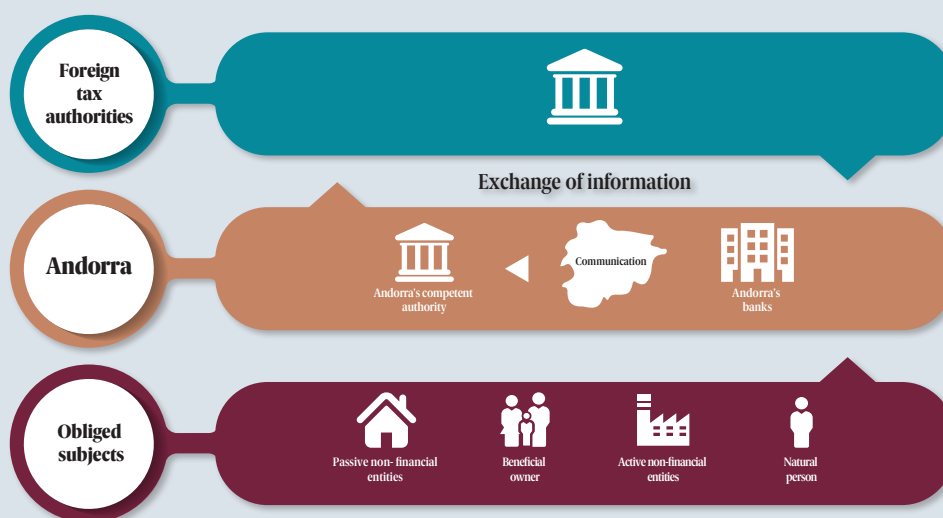 Foreign
tax
authorities
Exchange of information
Andorra
Andorra's competent
authority
Communication
Andorra's
banks
Obliged
subjects
Passive non- financial
entities
Beneficial
owner
Active non-financial
entities
Natural
person